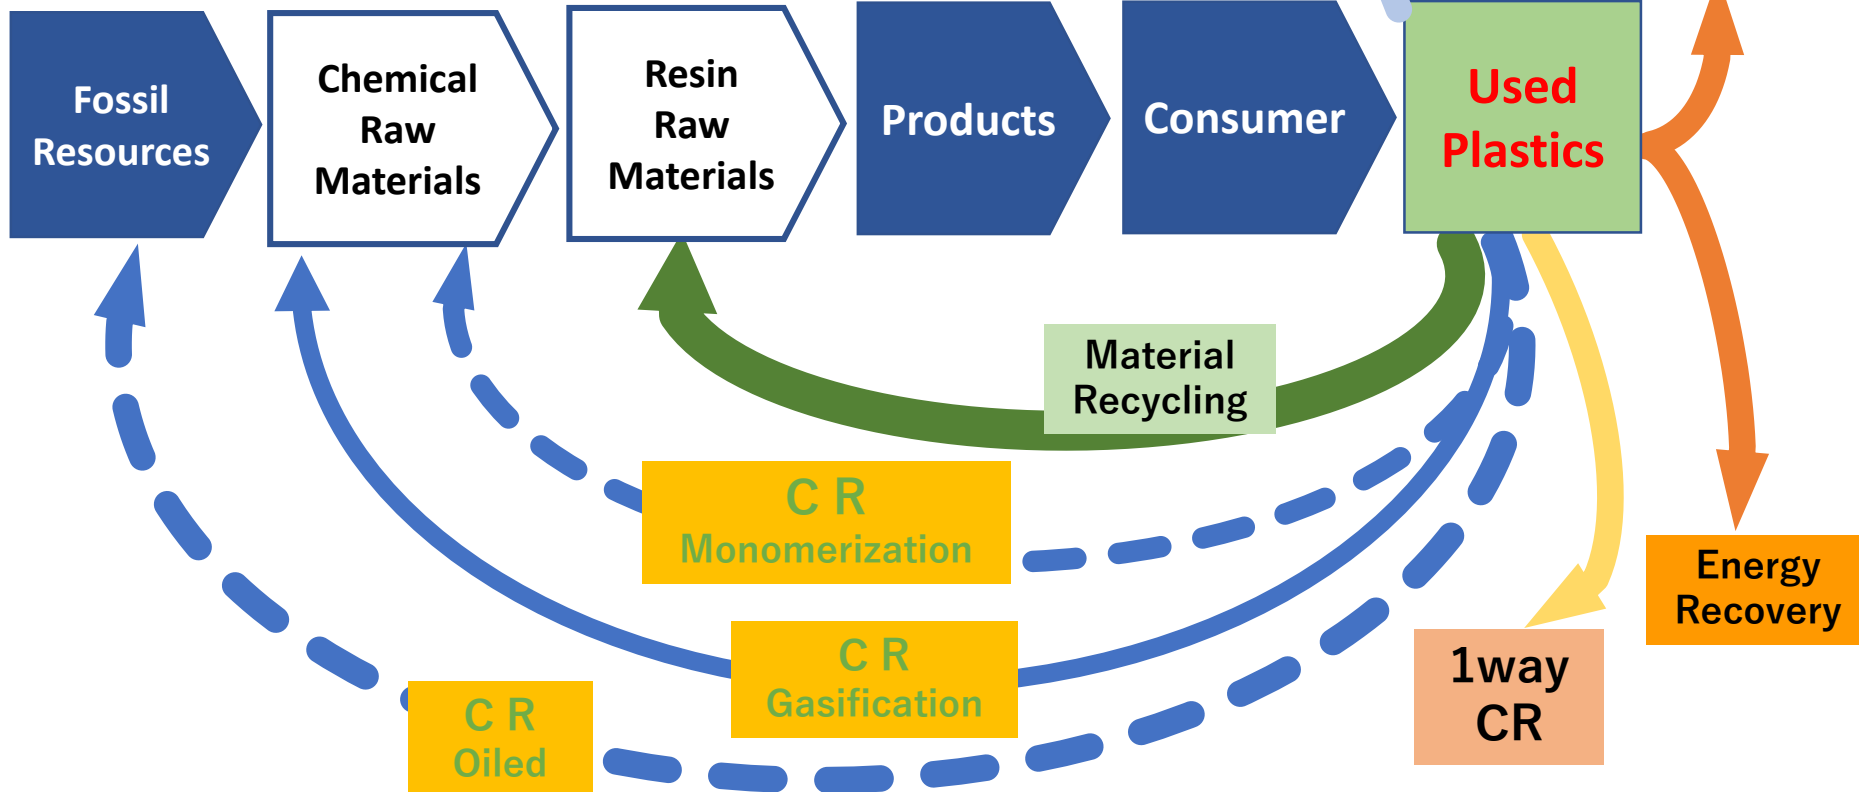 Fossil
Resources
Chemical
Raw
Materials
Resin
Raw
Materials
Products
Consumer
Used
Plastics
Material
Recycling
C R
Monomerization
C R
Gasification
C R
Oiled
1way
CR
Energy
Recovery